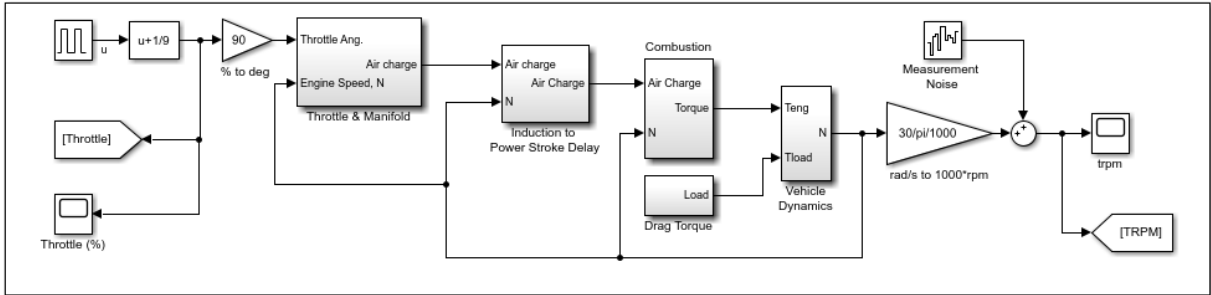 u
u+1/9
90
% to deg
[Throttle]
Throttle (%)
Throttle Ang.
Air charge
Engine Speed, N
Throttle & Manifold
Air charge
Air Charge
N
Induction to
Power Stroke Delay
Combustion
Air Charge
Torque
N
Load
Drag Torque
Teng
N
Tload
Vehicle
Dynamics
30/pi/1000
rad/s to 1000*rpm
Measurement
Noise
++
trpm
[TRPM]